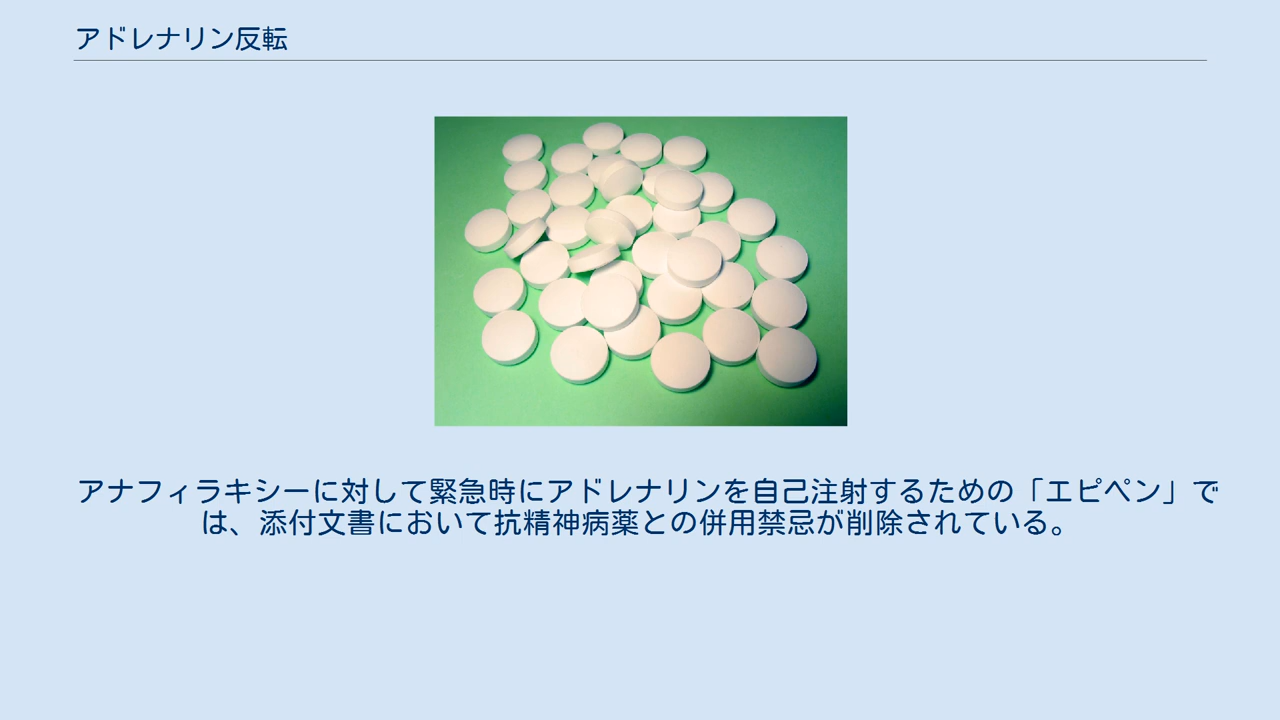 アドレナリン反転
アナフィラキシーに対して緊急時にアドレナリンを自己注射するための「エピペン」で
は、添付文書において抗精神病薬との併用禁忌が削除されている。